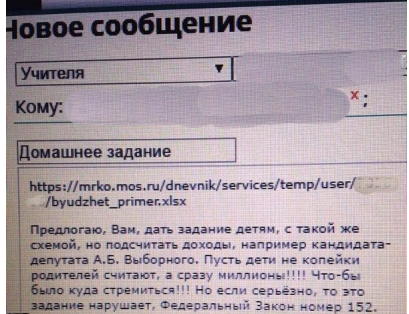 Новое сообщение
Учителя
Кому: x ;
Домашнее задание
https://mrko.mos.ru/dnevnik/services/temp/user/
/byudzhet_primer.xlsx
Предлогаю, Вам, дать задание детям, с такой же
схемой, но подсчитать доходы, например кандидата-
депутата А.Б. Выборного. Пусть дети не копейки
родителей считают, а сразу миллионы!!!! Что-бы
было куда стремиться!!! Но если серьёзно, то это
задание нарушает, Федеральный Закон номер 152.